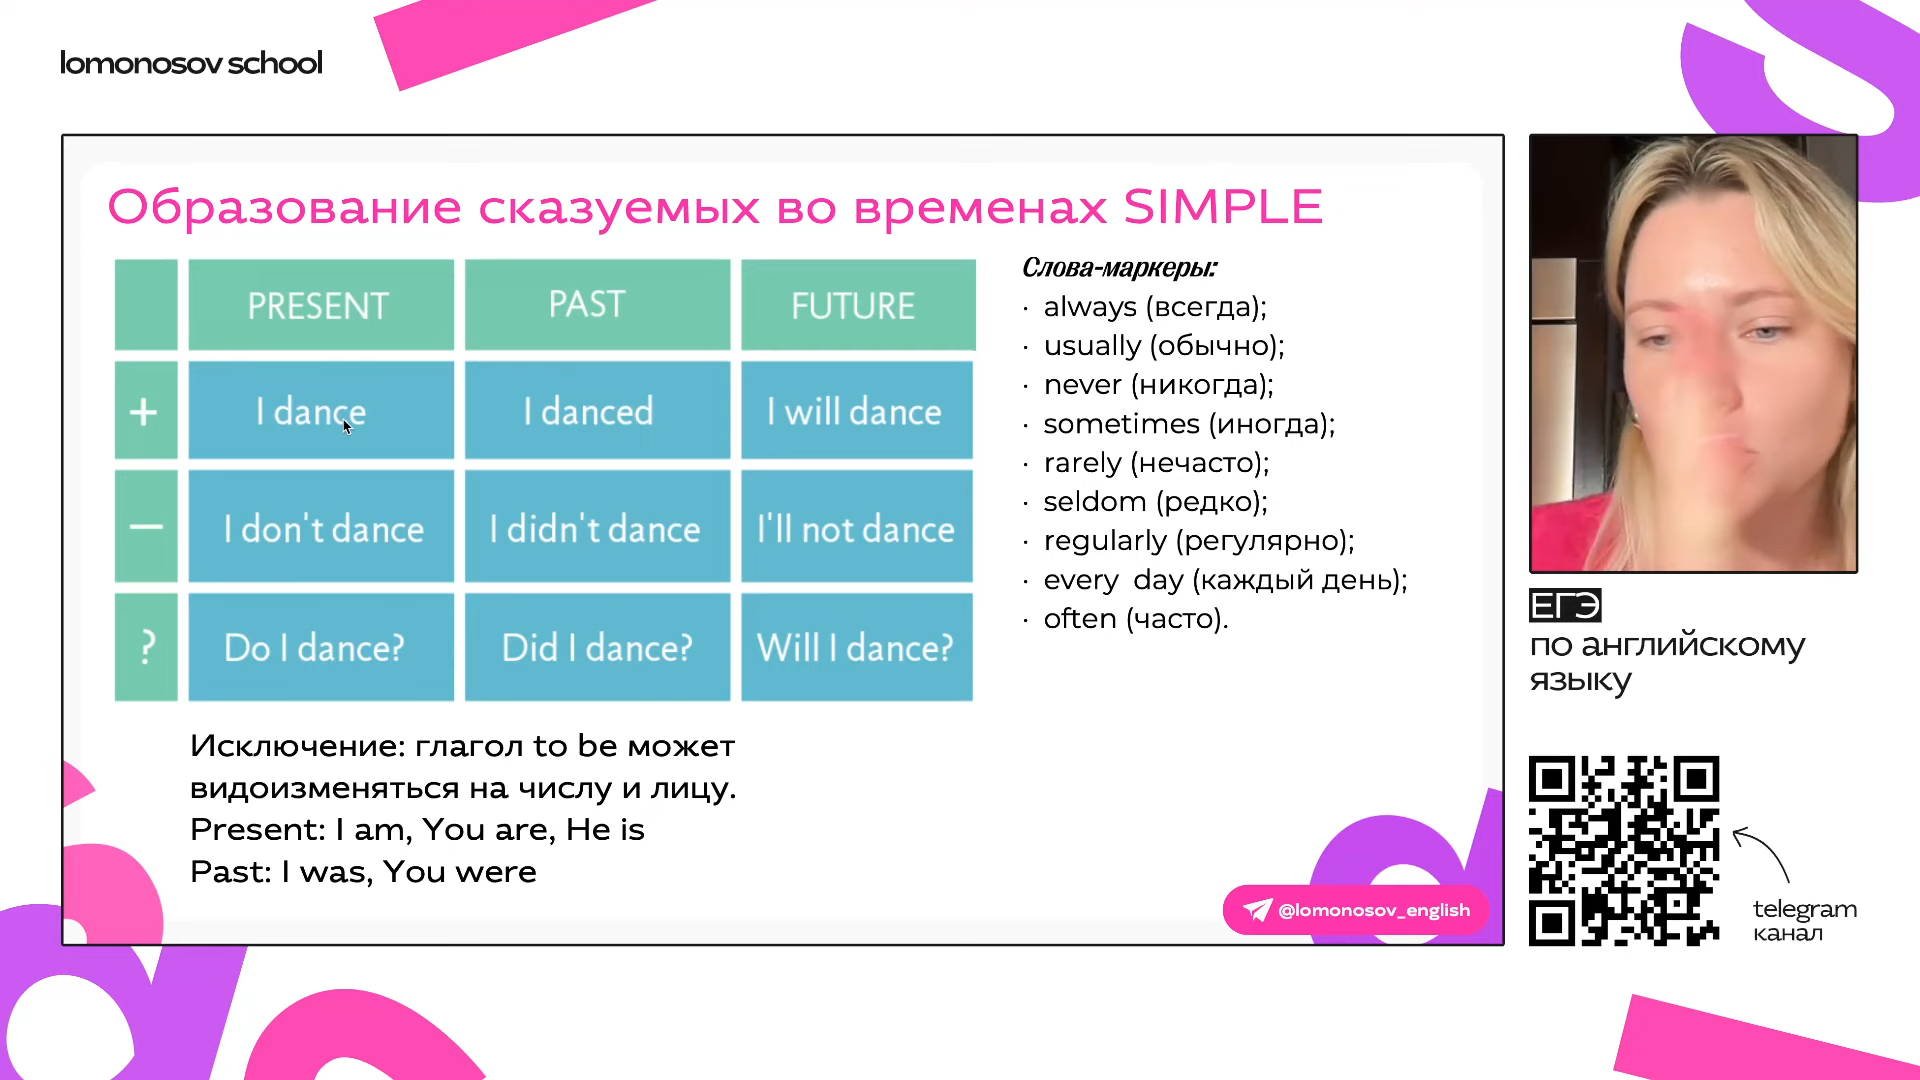 lomonosov school
Образование сказуемых во временах SIMPLE
PRESENT PAST FUTURE
+ I dance I danced I will dance
— I don't dance I didn't dance I'll not dance
? Do I dance? Did I dance? Will I dance?
Слова-маркеры:
· always (всегда);
· usually (обычно);
· never (никогда);
· sometimes (иногда);
· rarely (нечасто);
· seldom (редко);
· regularly (регулярно);
· every day (каждый день);
· often (часто).
Исключение: глагол to be может
видоизменяться на числу и лицу.
Present: I am, You are, He is
Past: I was, You were
@lomonosov_english
ЕГЭ
по английскому
языку
telegram
канал